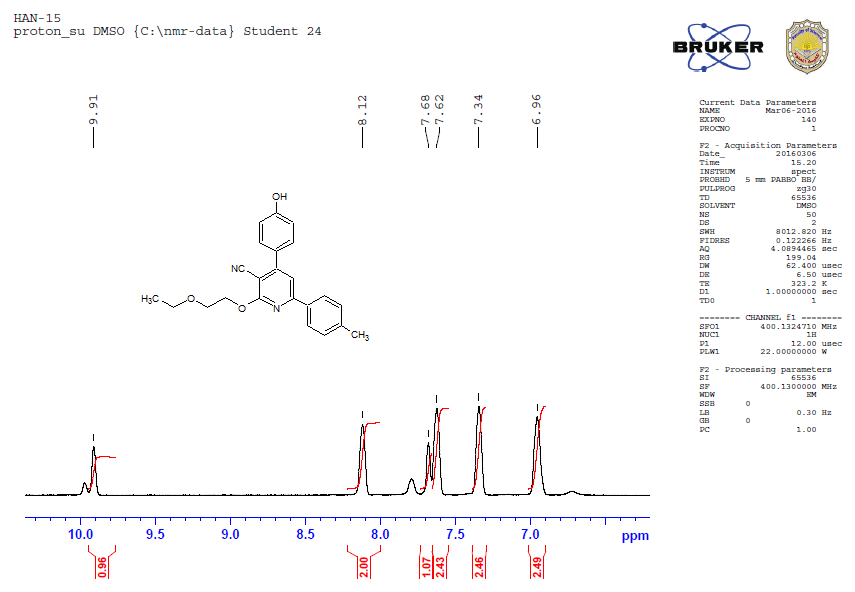 HAN-15
proton_su DMSO {C:\nmr-data} Student 24
BRUKER
9.91
8.12
7.68
7.62
7.34
6.96
OH
NC
H₃C
O
O
N
CH₃
10.0 9.5 9.0 8.5 8.0 7.5 7.0 ppm
0.96
2.00
1.07
2.43
2.46
2.49
Current Data Parameters
NAME Mar06-2016
EXPNO 140
PROCNO 1
F2 - Acquisition Parameters
Date_ 20160306
Time 15.20
INSTRUM spect
PROBHD 5 mm PABBO BB/
PULPROG zg30
TD 65536
SOLVENT DMSO
NS 50
DS 2
SWH 8012.820 Hz
FIDRES 0.122266 Hz
AQ 4.0894465 sec
RG 199.04
DW 62.400 usec
DE 6.50 usec
TE 323.2 K
D1 1.00000000 sec
TD0 1
======== CHANNEL f1 ========
SFO1 400.1324710 MHz
NUC1 1H
P1 12.00 usec
PLW1 22.00000000 W
F2 - Processing parameters
SI 65536
SF 400.1300000 MHz
WDW EM
SSB 0
LB 0.30 Hz
GB 0
PC 1.00